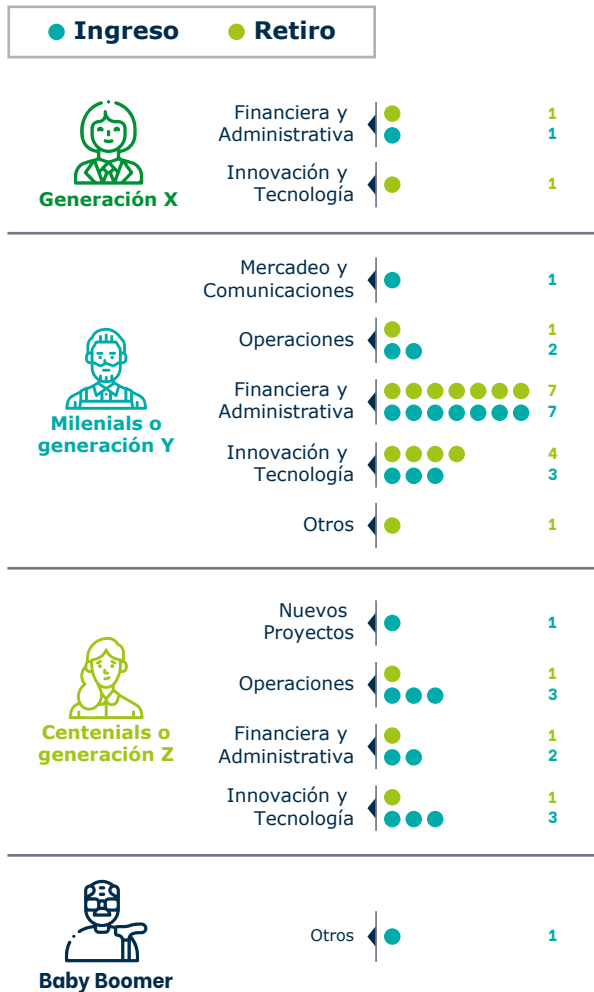 Ingreso Retiro
Financiera y
Administrativa
1
1
Innovación y
Tecnología
1
Generación X
Mercadeo y
Comunicaciones
1
Operaciones
1
2
Financiera y
Administrativa
7
7
Milenials o
generación Y
Innovación y
Tecnología
4
3
Otros
1
Nuevos
Proyectos
1
Operaciones
1
3
Centenials o
generación Z
Financiera y
Administrativa
1
2
Innovación y
Tecnología
1
3
Otros
1
Baby Boomer